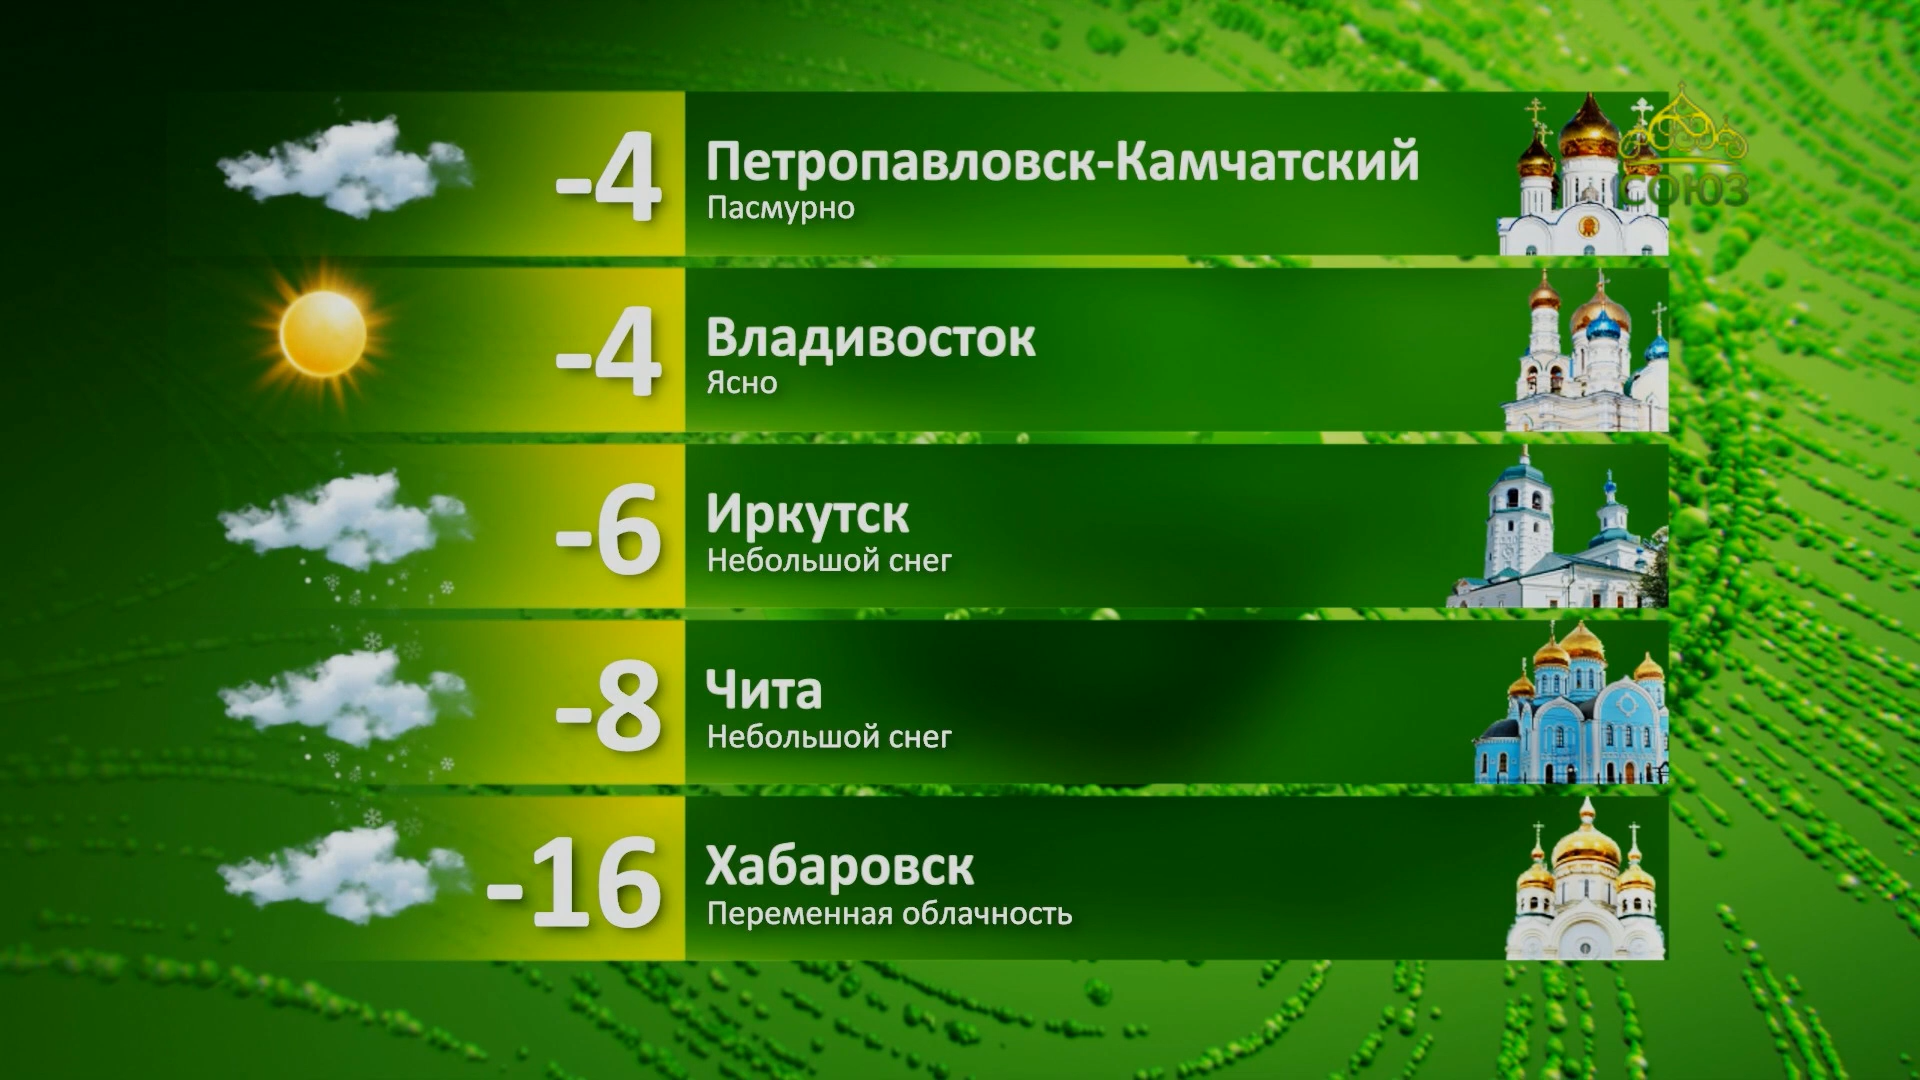 -4
Петропавловск-Камчатский
Пасмурно
СОЮЗ
-4
Владивосток
Ясно
-6
Иркутск
Небольшой снег
-8
Чита
Небольшой снег
-16
Хабаровск
Переменная облачность